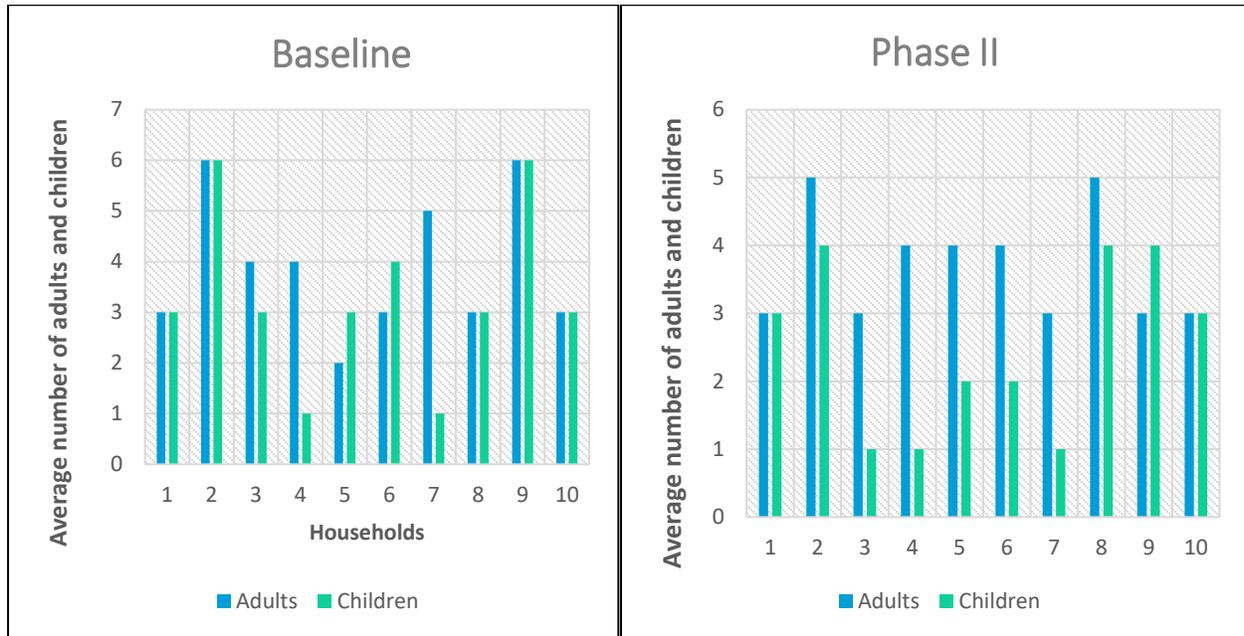 Baseline
Average number of adults and children
7
6
5
4
3
2
1
0
1 2 3 4 5 6 7 8 9 10
Households
Adults Children
Phase II
Average number of adults and children
6
5
4
3
2
1
0
1 2 3 4 5 6 7 8 9 10
Adults Children